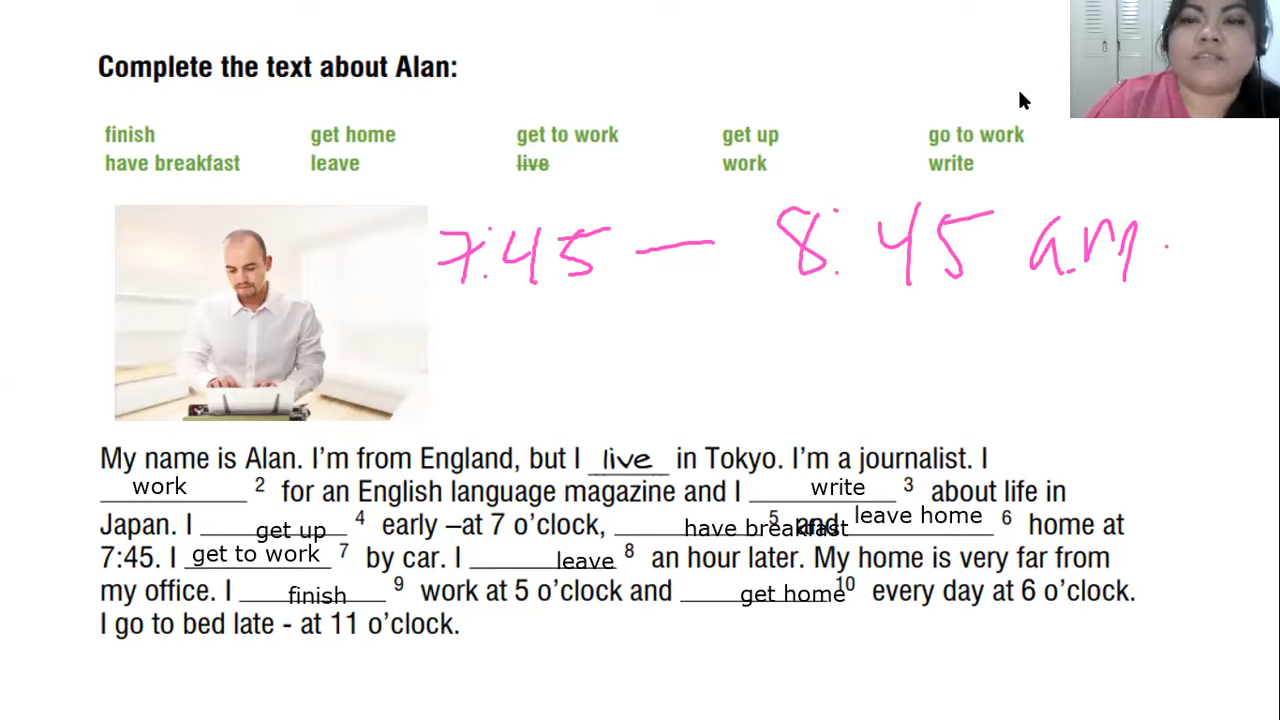 Complete the text about Alan:
finish get home get to work get up go to work
have breakfast leave live work write
7:45 — 8:45 a.m.
My name is Alan. I'm from England, but I live in Tokyo. I'm a journalist. I
work 2 for an English language magazine and I write 3 about life in
Japan. I get up 4 early –at 7 o'clock, have breakfast 5 and leave home 6 home at
7:45. I get to work 7 by car. I leave 8 an hour later. My home is very far from
my office. I finish 9 work at 5 o'clock and get home 10 every day at 6 o'clock.
I go to bed late - at 11 o'clock.